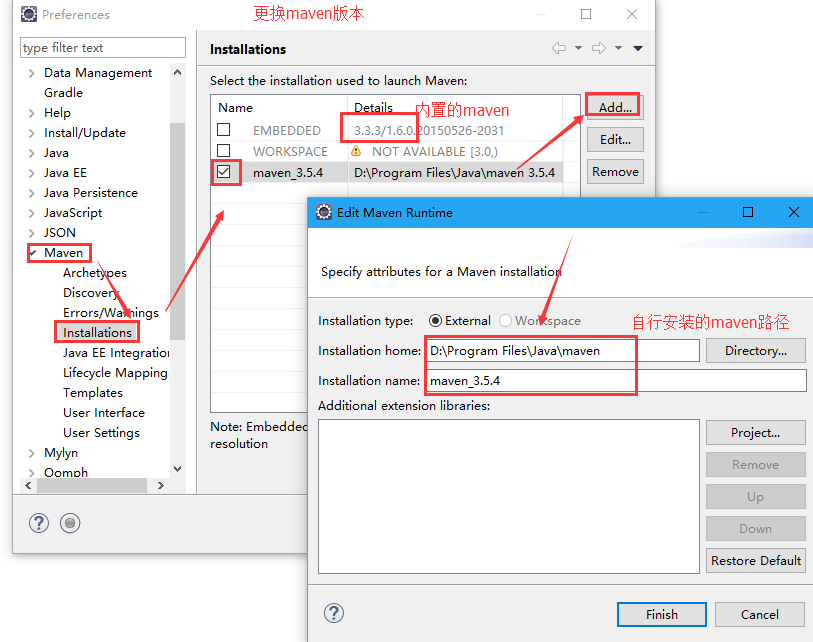 Preferences
更换maven版本
type filter text
Data Management
Gradle
Help
Install/Update
Java
Java EE
Java Persistence
JavaScript
JSON
Maven
Archetypes
Discovery
Errors/Warnings
Installations
Java EE Integration
Lifecycle Mapping
Templates
User Interface
User Settings
Mylyn
Oomph
Installations
Select the installation used to launch Maven:
Name Details 内置的maven
EMBEDDED 3.3.3/1.6.0.20150526-2031
WORKSPACE NOT AVAILABLE [3.0,)
maven_3.5.4 D:\Program Files\Java\maven 3.5.4
Add...
Edit...
Remove
Note: Embedded
resolution
Edit Maven Runtime
Specify attributes for a Maven installation
Installation type: External Workspace
自行安装的maven路径
Installation home: D:\Program Files\Java\maven Directory...
Installation name: maven_3.5.4
Additional extension libraries:
Project...
Remove
Up
Down
Restore Default
Finish Cancel